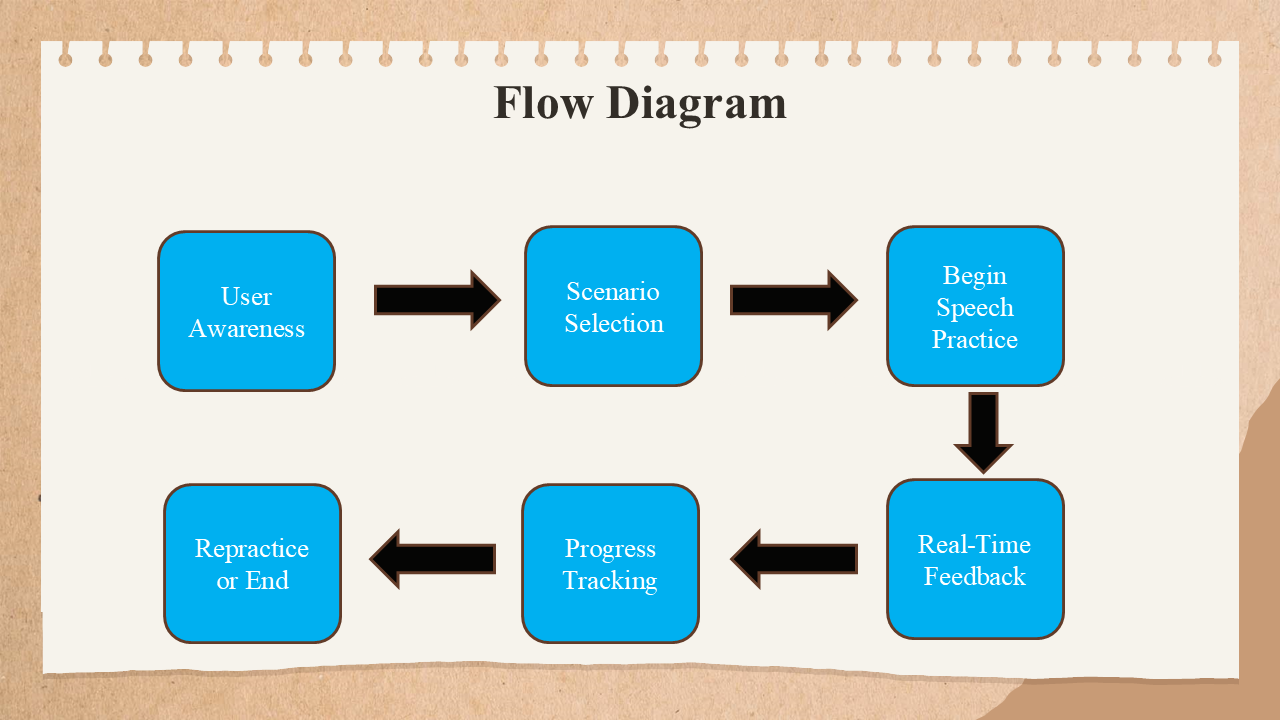 Flow Diagram
User
Awareness
Scenario
Selection
Begin
Speech
Practice
Real-Time
Feedback
Progress
Tracking
Repractice
or End